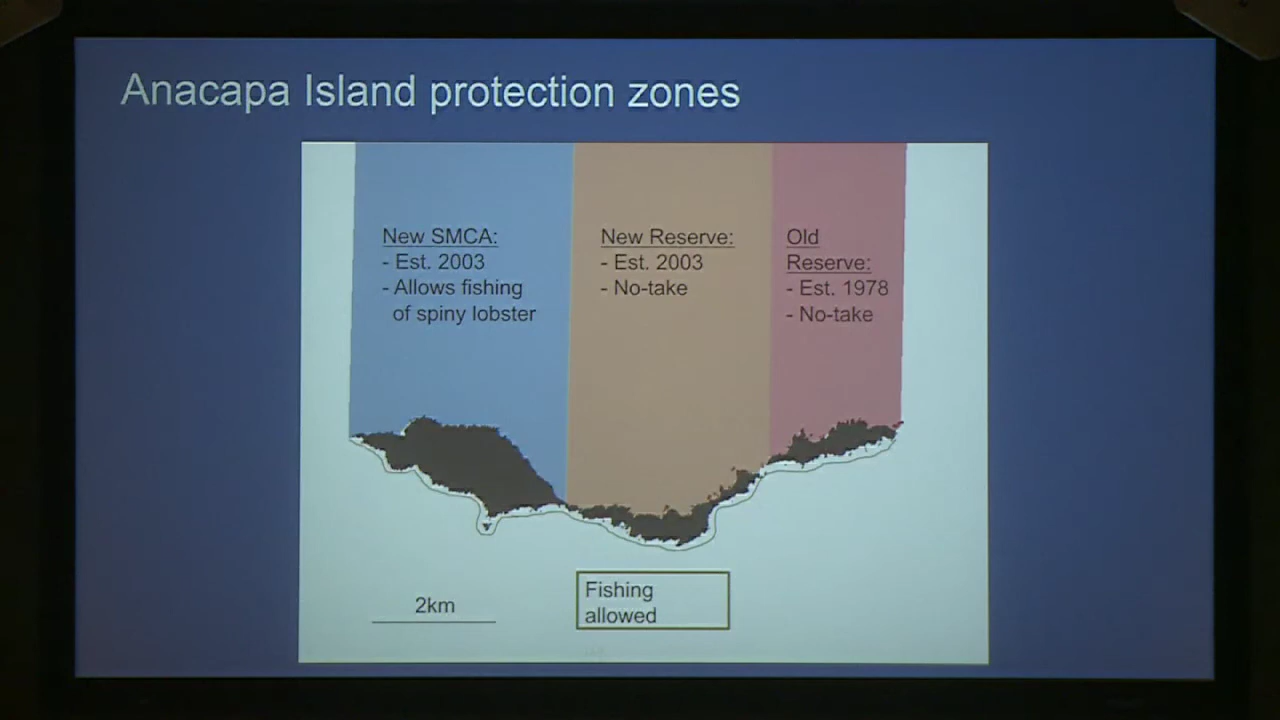 Anacapa Island protection zones
New SMCA:
- Est. 2003
- Allows fishing
of spiny lobster
New Reserve:
- Est. 2003
- No-take
Old
Reserve:
- Est. 1978
- No-take
Fishing
allowed
2km